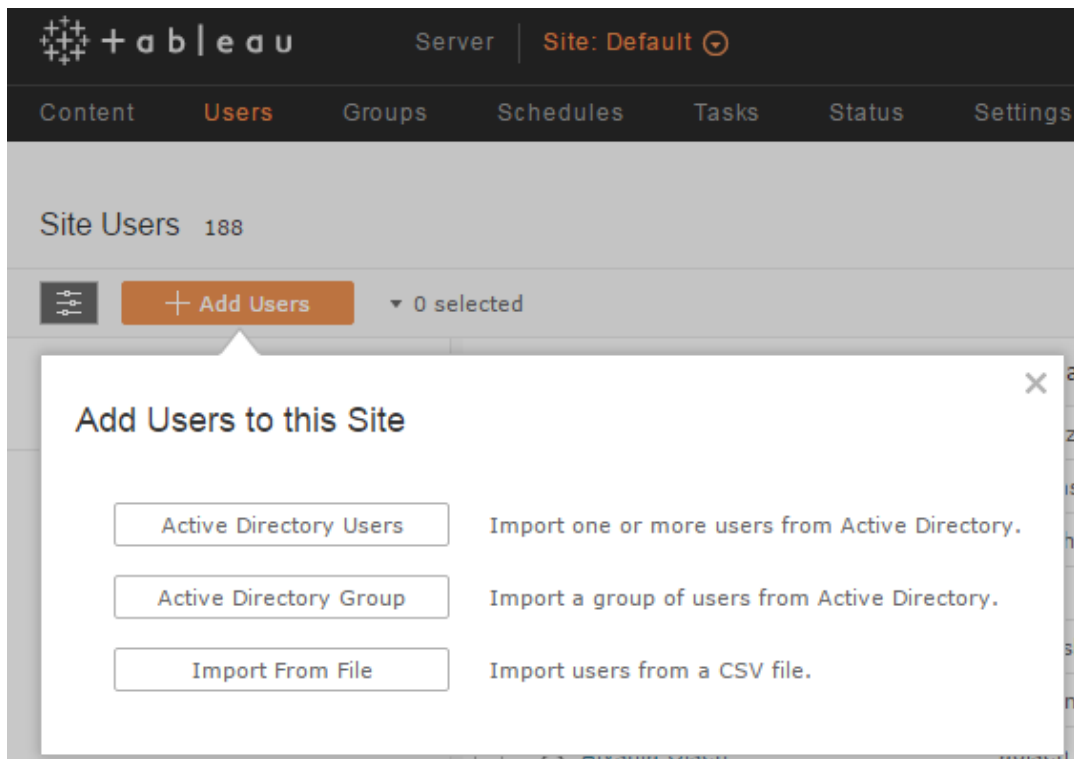 +ableau
Server
Site: Default
Content Users Groups Schedules Tasks Status Settings
Site Users 188
+ Add Users
0 selected
Add Users to this Site
Active Directory Users Import one or more users from Active Directory.
Active Directory Group Import a group of users from Active Directory.
Import From File Import users from a CSV file.